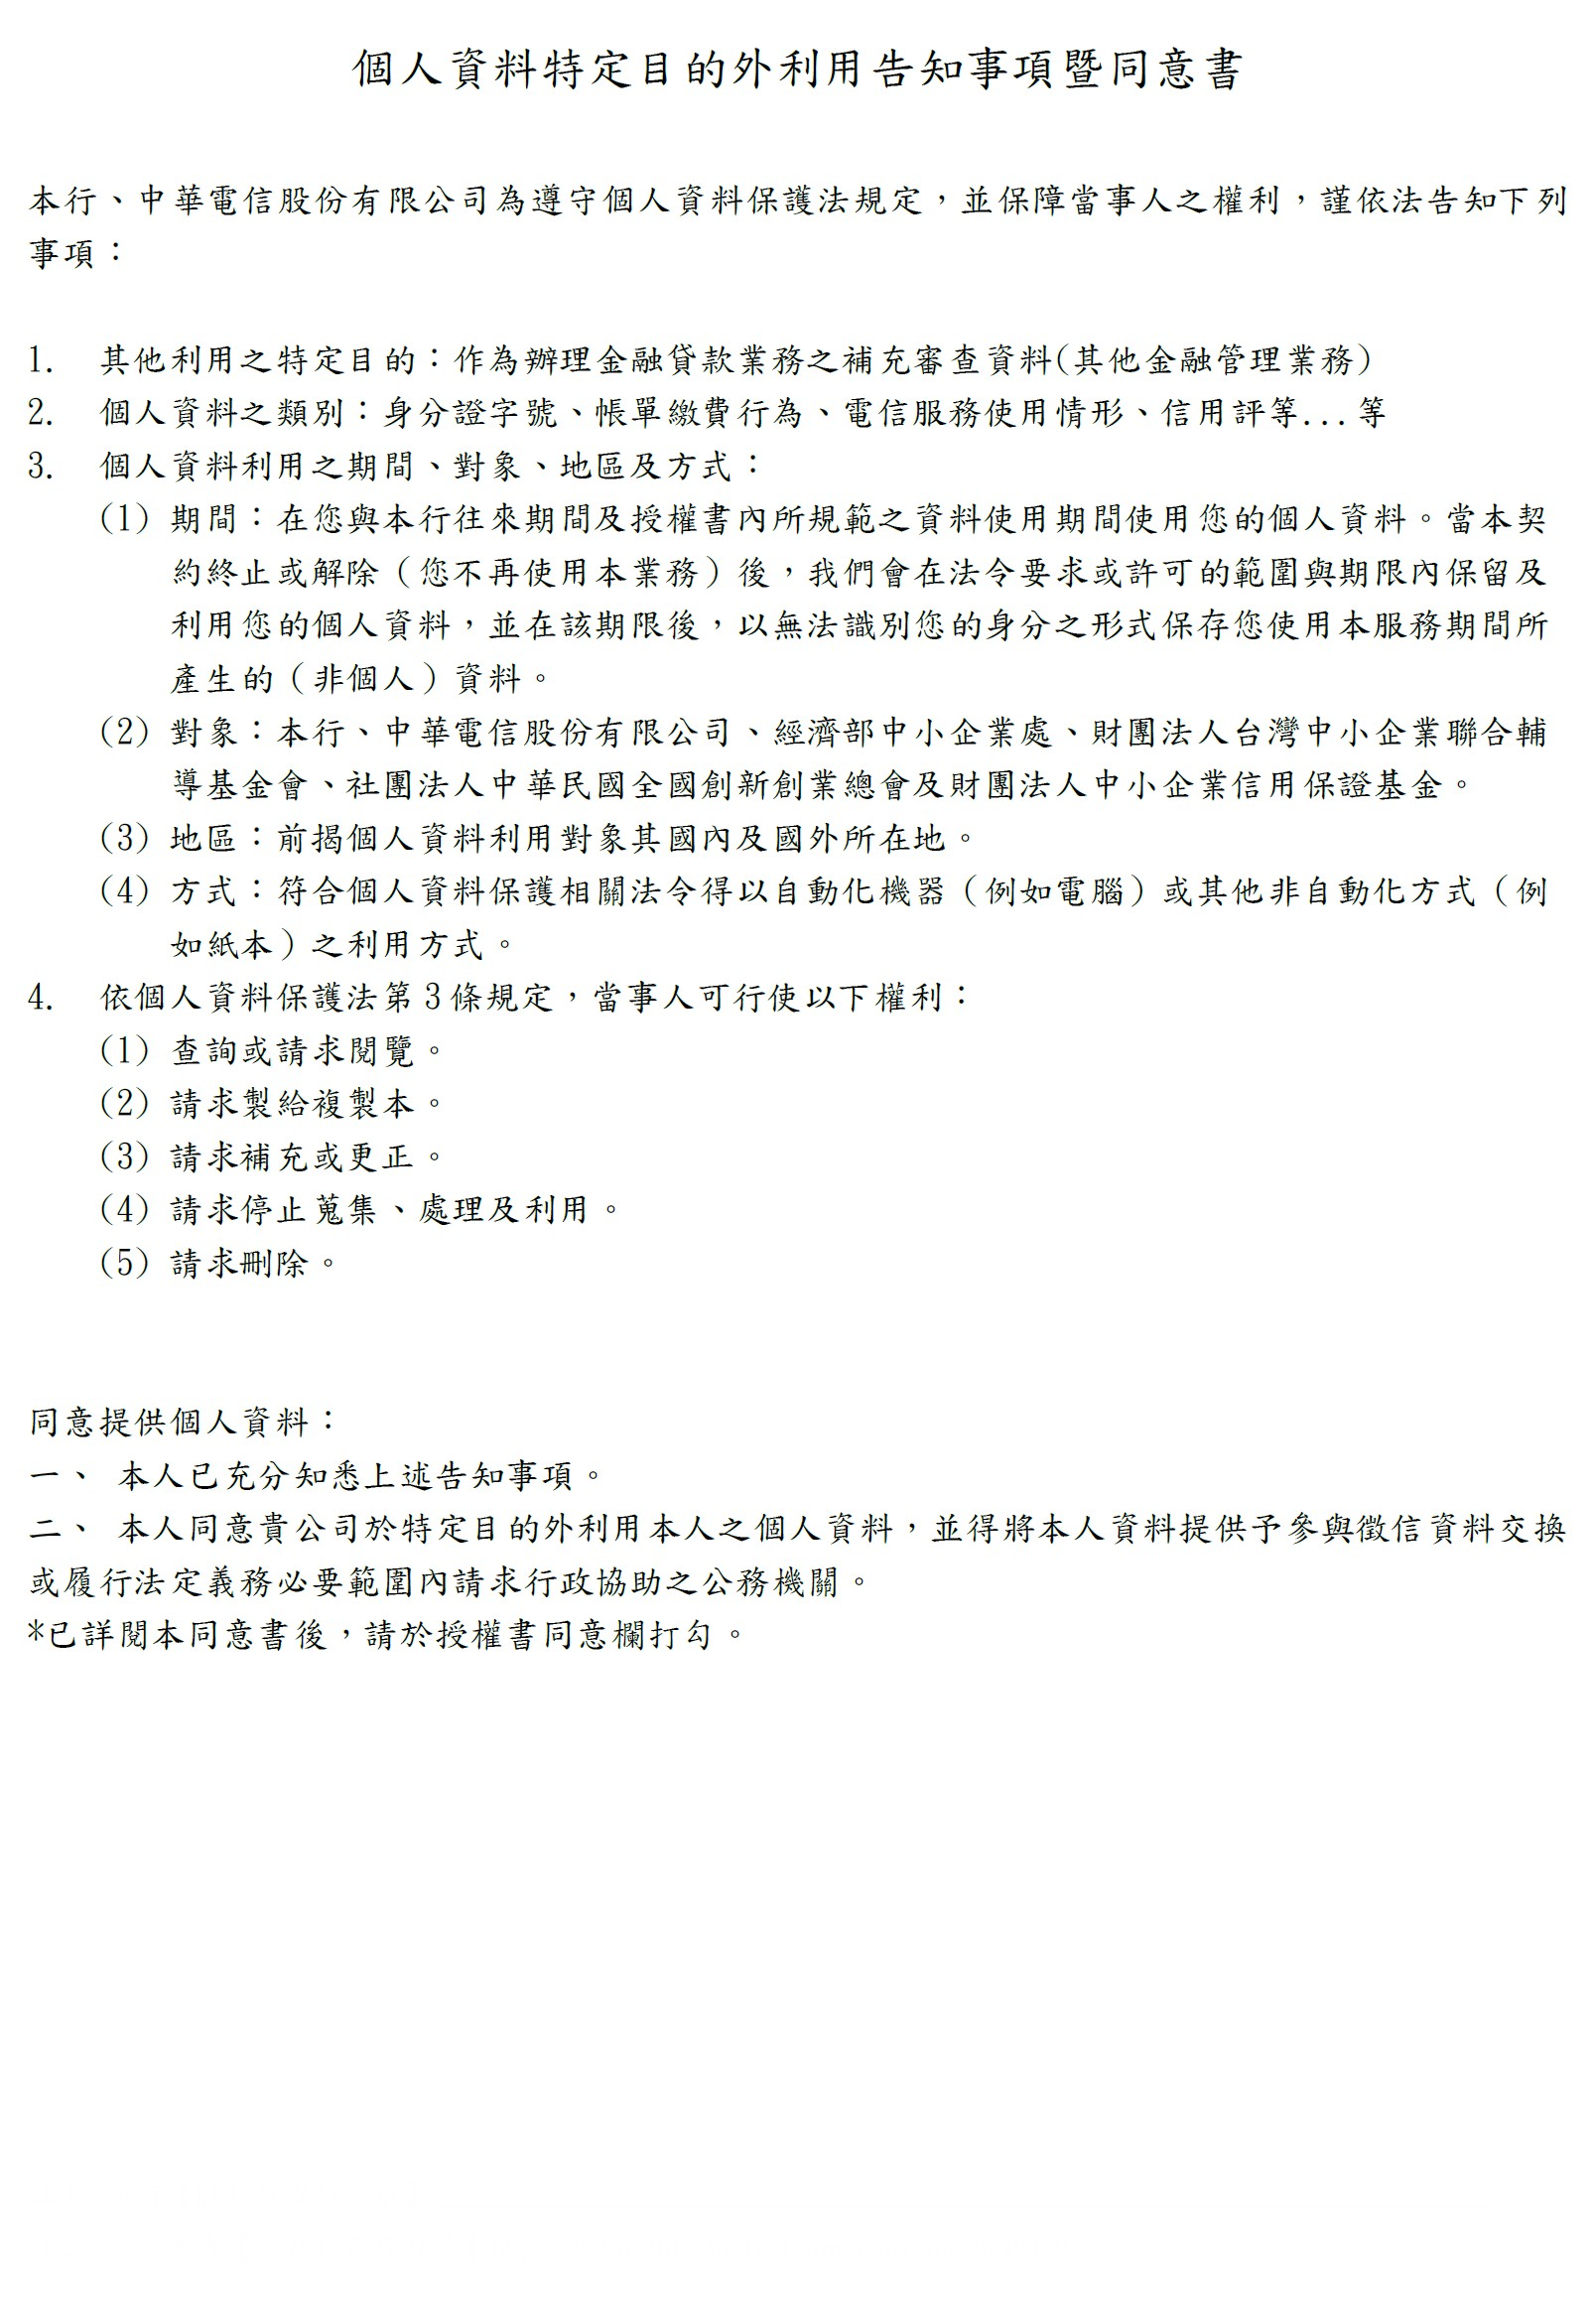 個人資料特定目的外利用告知事項暨同意書
本行、中華電信股份有限公司為遵守個人資料保護法規定，並保障當事人之權利，謹依法告知下列
事項：
1. 其他利用之特定目的：作為辦理金融貸款業務之補充審查資料(其他金融管理業務)
2. 個人資料之類別：身分證字號、帳單繳費行為、電信服務使用情形、信用評等...等
3. 個人資料利用之期間、對象、地區及方式：
(1) 期間：在您與本行往來期間及授權書內所規範之資料使用期間使用您的個人資料。當本契
約終止或解除（您不再使用本業務）後，我們會在法令要求或許可的範圍與期限內保留及
利用您的個人資料，並在該期限後，以無法識別您的身分之形式保存您使用本服務期間所
產生的（非個人）資料。
(2) 對象：本行、中華電信股份有限公司、經濟部中小企業處、財團法人台灣中小企業聯合輔
導基金會、社團法人中華民國全國創新創業總會及財團法人中小企業信用保證基金。
(3) 地區：前揭個人資料利用對象其國內及國外所在地。
(4) 方式：符合個人資料保護相關法令得以自動化機器（例如電腦）或其他非自動化方式（例
如紙本）之利用方式。
4. 依個人資料保護法第3條規定，當事人可行使以下權利：
(1) 查詢或請求閱覽。
(2) 請求製給複製本。
(3) 請求補充或更正。
(4) 請求停止蒐集、處理及利用。
(5) 請求刪除。
同意提供個人資料：
一、 本人已充分知悉上述告知事項。
二、 本人同意貴公司於特定目的外利用本人之個人資料，並得將本人資料提供予參與徵信資料交換
或履行法定義務必要範圍內請求行政協助之公務機關。
*已詳閱本同意書後，請於授權書同意欄打勾。